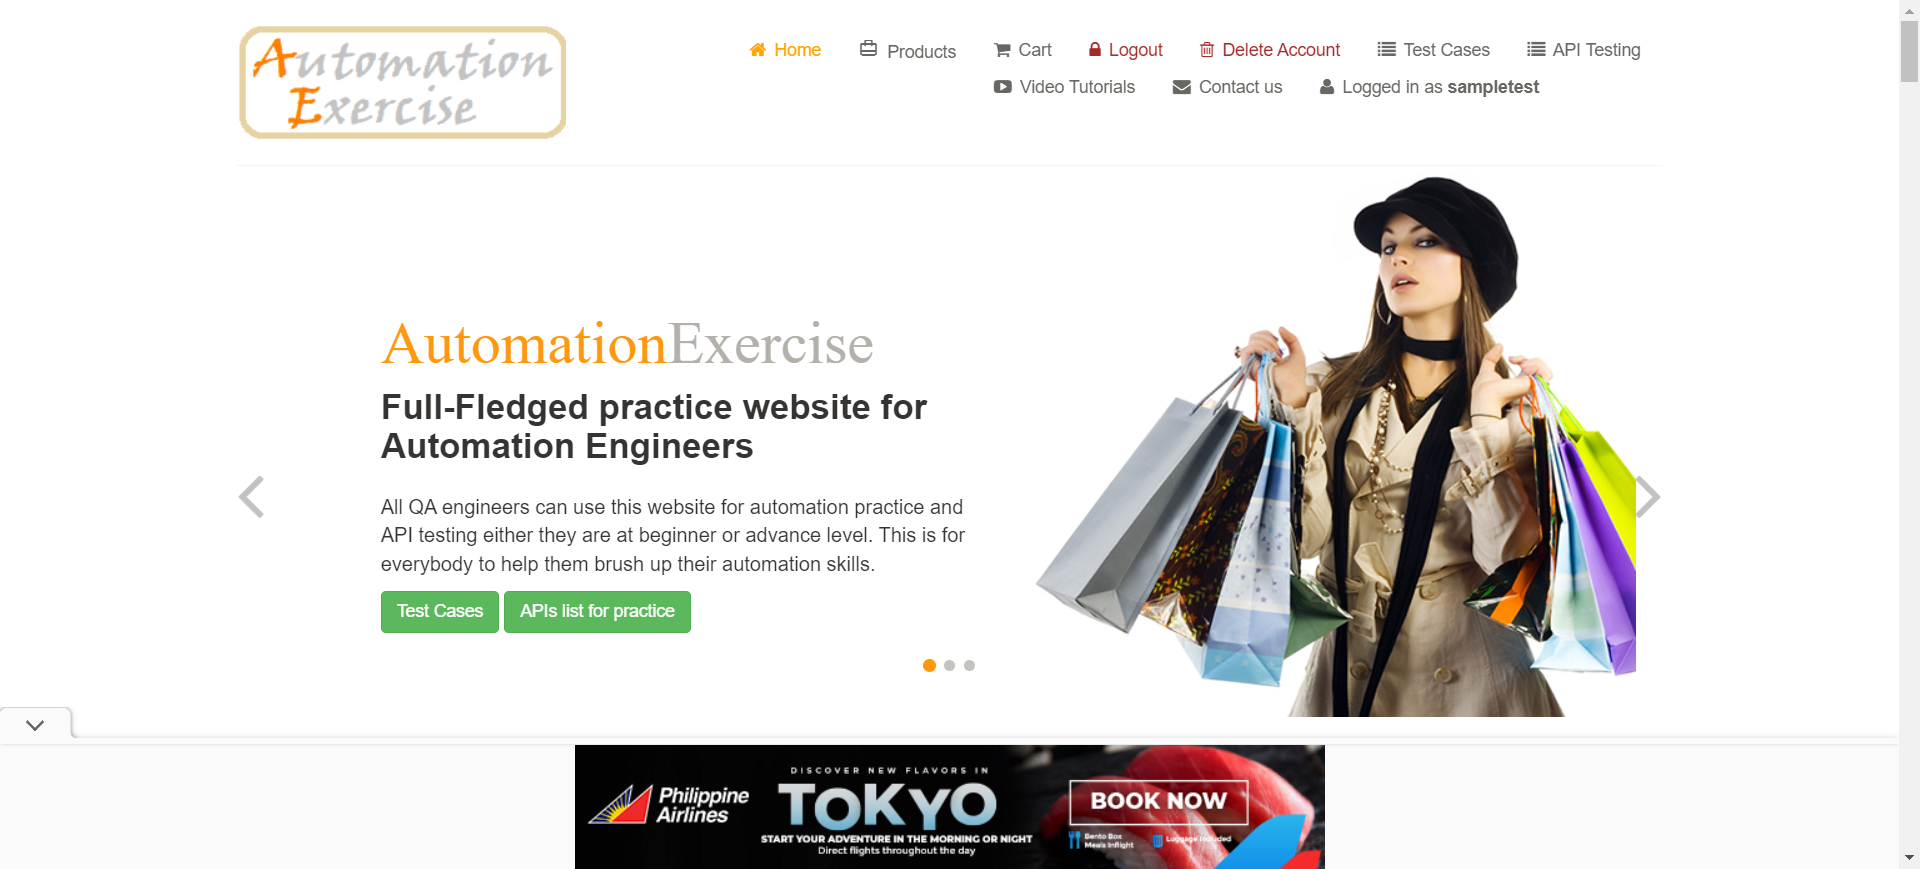 Automation
Exercise
Home Products Cart Logout Delete Account Test Cases API Testing
Video Tutorials Contact us Logged in as sampletest
AutomationExercise
Full-Fledged practice website for
Automation Engineers
All QA engineers can use this website for automation practice and
API testing either they are at beginner or advance level. This is for
everybody to help them brush up their automation skills.
Test Cases APIs list for practice
Philippine
Airlines
DISCOVER NEW FLAVORS IN
TOKYO
START YOUR ADVENTURE IN THE MORNING OR NIGHT
Direct flights throughout the day
BOOK NOW
Bento Box
Meals Inflight
Luggage Included